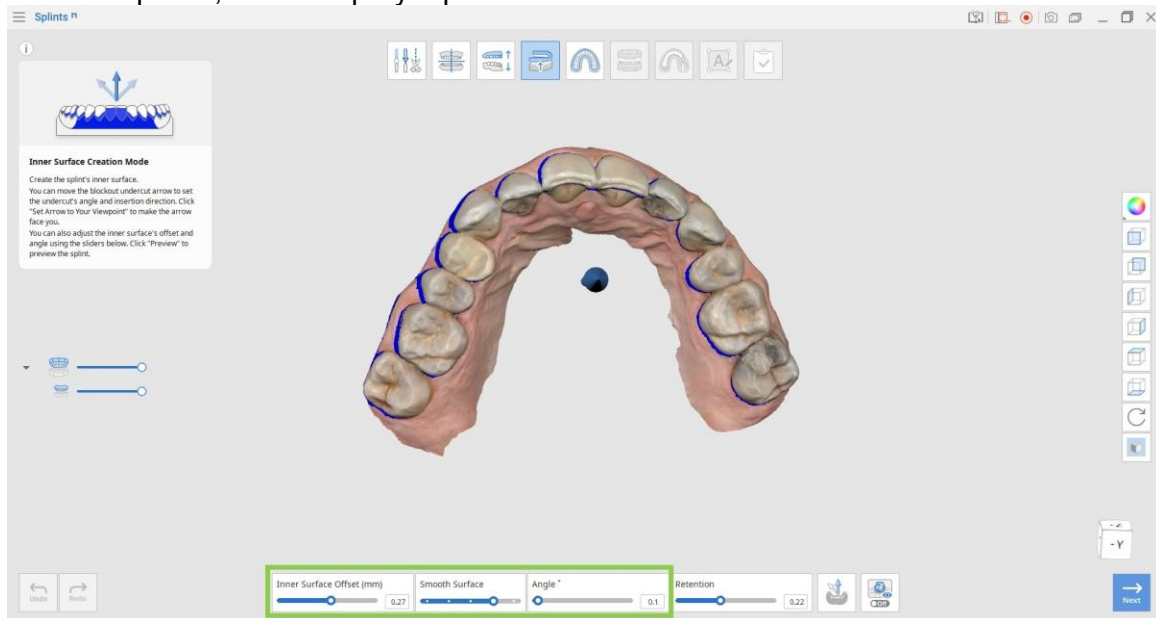 Splints
Inner Surface Creation Mode
Create the splint's inner surface.
You can move the blockout undercut arrow to set
the undercut's angle and insertion direction. Click
"Set Arrow to Your Viewpoint" to make the arrow
face you.
You can also adjust the inner surface's offset and
angle using the sliders below. Click "Preview" to
preview the splint.
- Y
Undo
Redo
Inner Surface Offset (mm)
0.27
Smooth Surface
Angle °
0.1
Retention
0.22
Off
Next